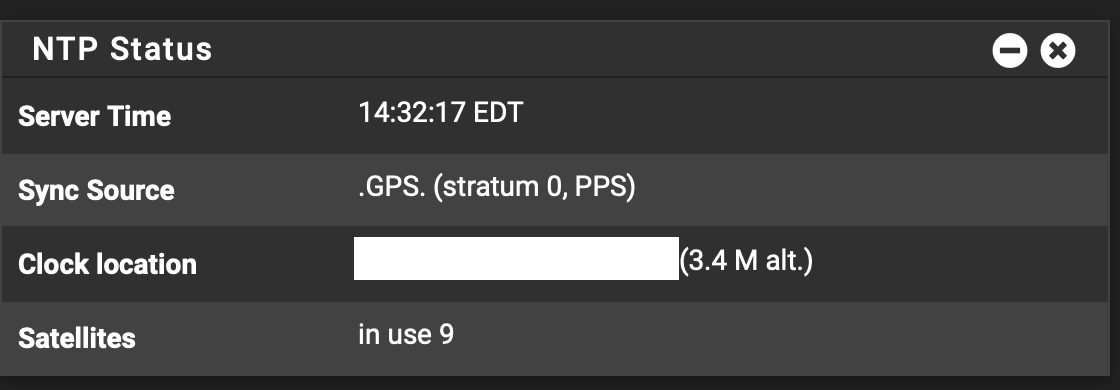 NTP Status
Server Time 14:32:17 EDT
Sync Source .GPS. (stratum 0, PPS)
Clock location (3.4 M alt.)
Satellites in use 9